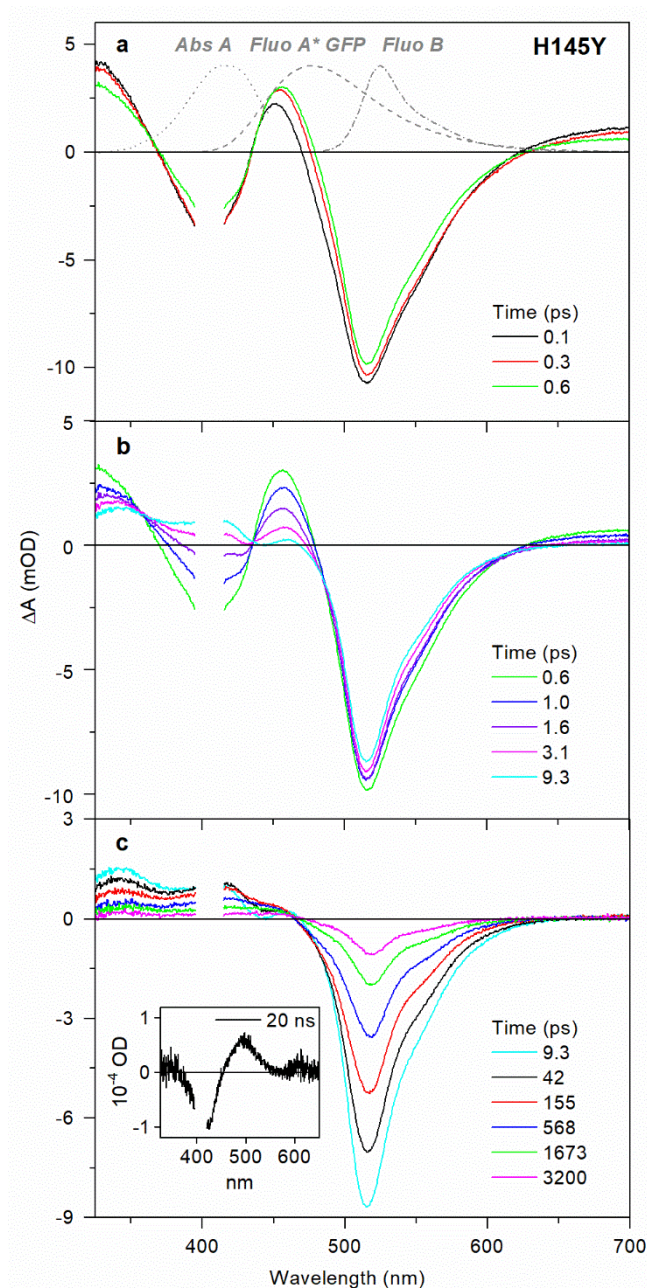 a Abs A Fluo A* GFP Fluo B H145Y
5
0
-5
-10
Time (ps)
0.1
0.3
0.6
b
5
0
-5
-10
Time (ps)
0.6
1.0
1.6
3.1
9.3
ΔA (mOD)
c
3
0
-3
-6
-9
20 ns
1
0
-1
10⁻⁴ OD
400 500 600
nm
Time (ps)
9.3
42
155
568
1673
3200
400 500 600 700
Wavelength (nm)